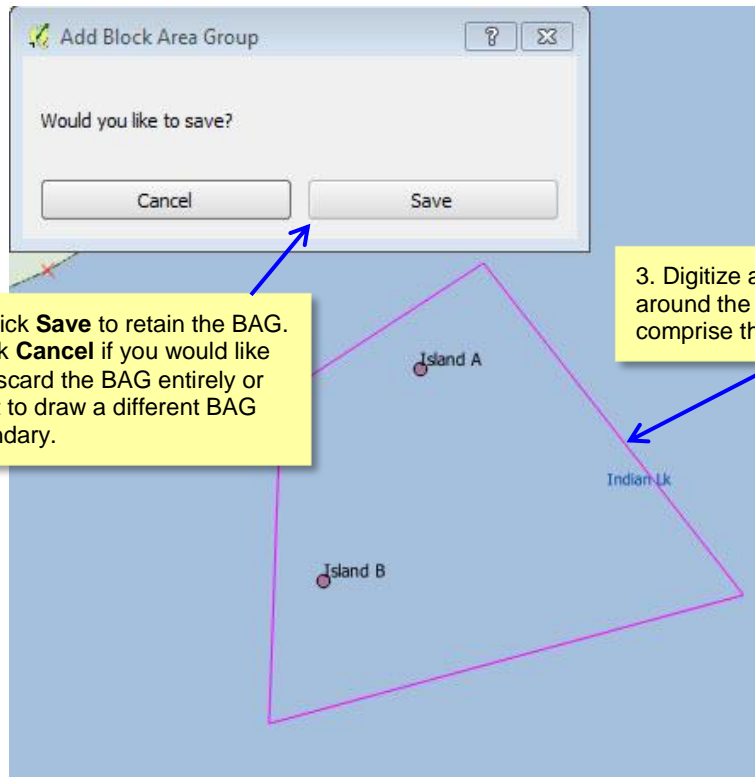 Add Block Area Group
?
Would you like to save?
Cancel
Save
3. Digitize a
around the
comprise th
ick Save to retain the BAG.
k Cancel if you would like
scard the BAG entirely or
t to draw a different BAG
ndary.
Island A
Indian Lk
Island B